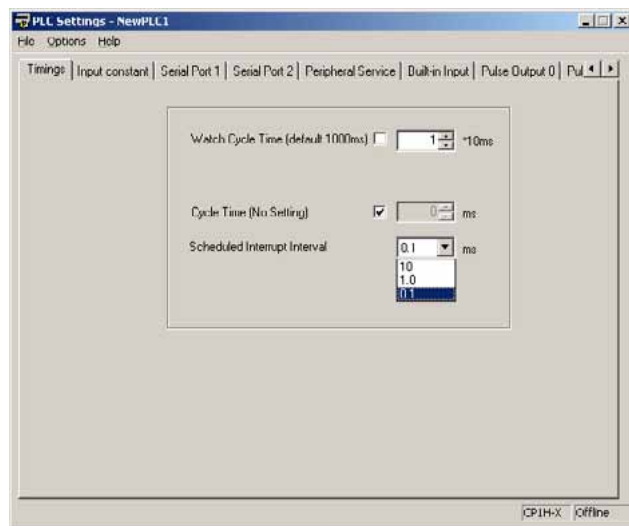 PLC Settings - NewPLC1
File Options Help
Timings Input constant Serial Port 1 Serial Port 2 Peripheral Service Built-in Input Pulse Output 0 Pul
Watch Cycle Time (default 1000ms) 1 *10ms
Cycle Time (No Setting) 0 ms
Scheduled Interrupt Interval 0.1 ms
10
1.0
0.1
CP1H-X Offline